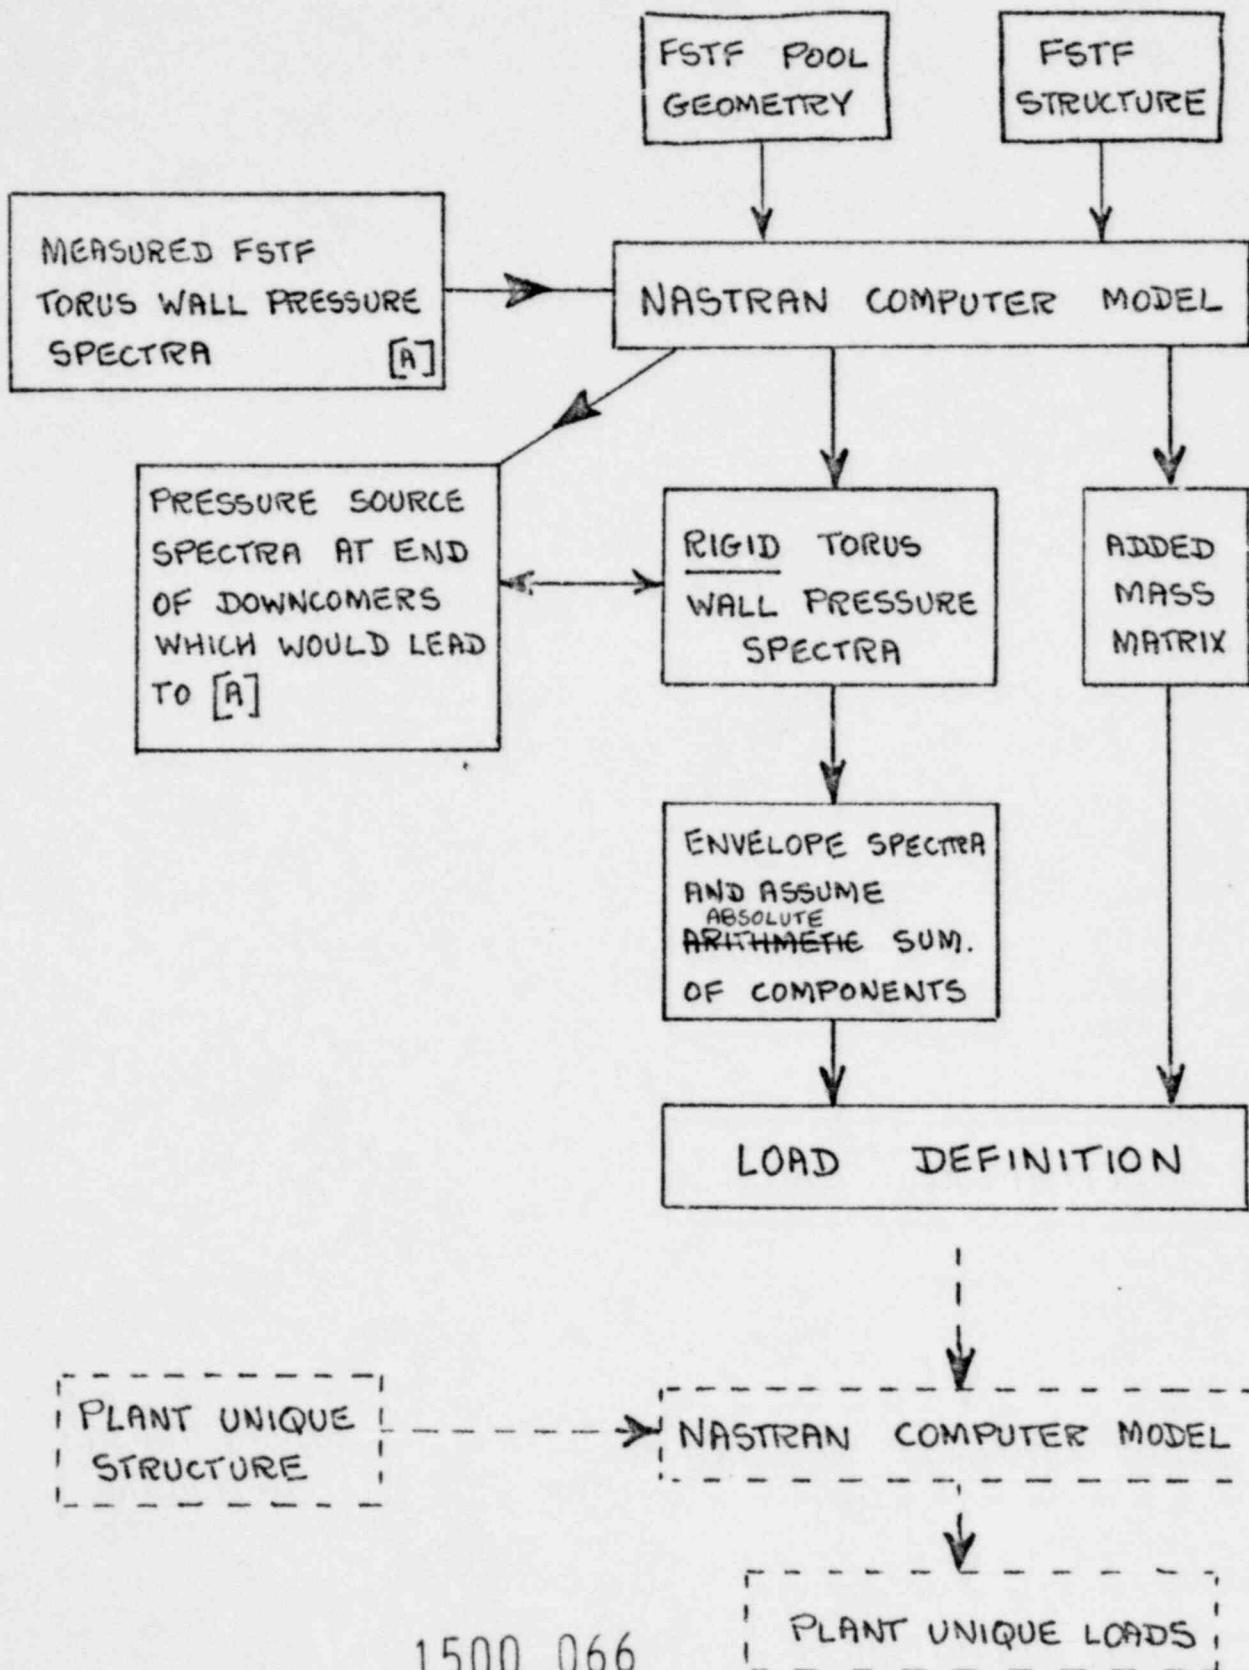 FSTF POOL
GEOMETRY
FSTF
STRUCTURE
MEASURED FSTF
TORUS WALL PRESSURE
SPECTRA [A]
NASTRAN COMPUTER MODEL
PRESSURE SOURCE
SPECTRA AT END
OF DOWNCOMERS
WHICH WOULD LEAD
TO [A]
RIGID TORUS
WALL PRESSURE
SPECTRA
ADDED
MASS
MATRIX
ENVELOPE SPECTRA
AND ASSUME
ABSOLUTE
ARITHMETIC SUM.
OF COMPONENTS
LOAD DEFINITION
PLANT UNIQUE
STRUCTURE
NASTRAN COMPUTER MODEL
PLANT UNIQUE LOADS
1500 066